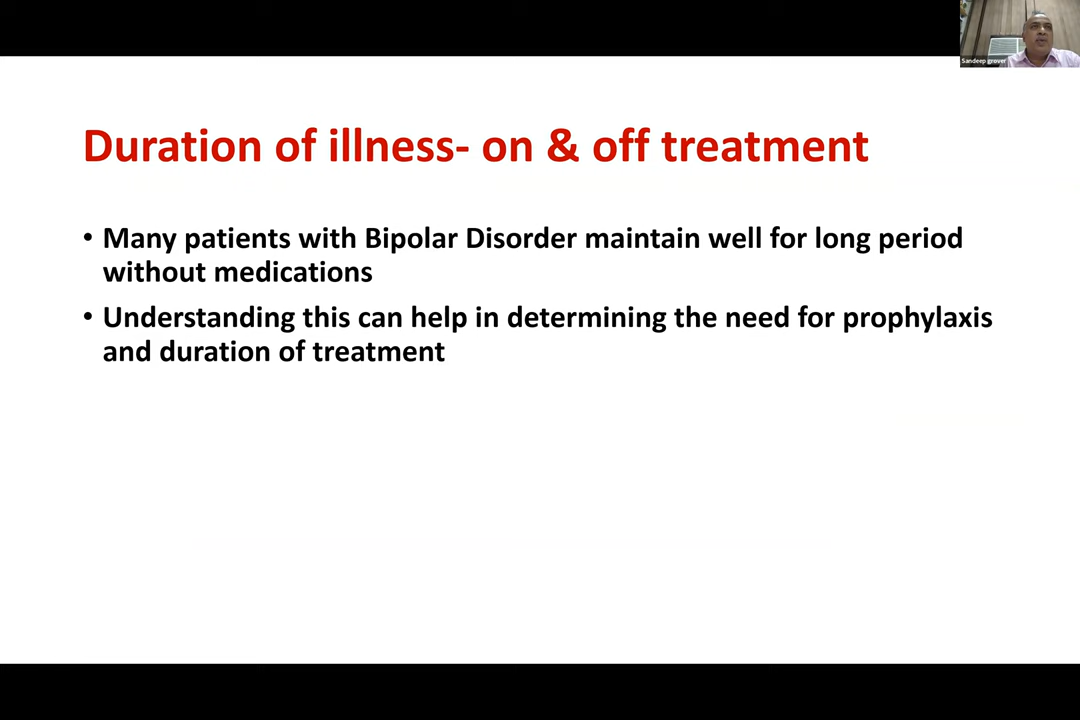 Sandeep grover
Duration of illness- on & off treatment
• Many patients with Bipolar Disorder maintain well for long period
without medications
• Understanding this can help in determining the need for prophylaxis
and duration of treatment